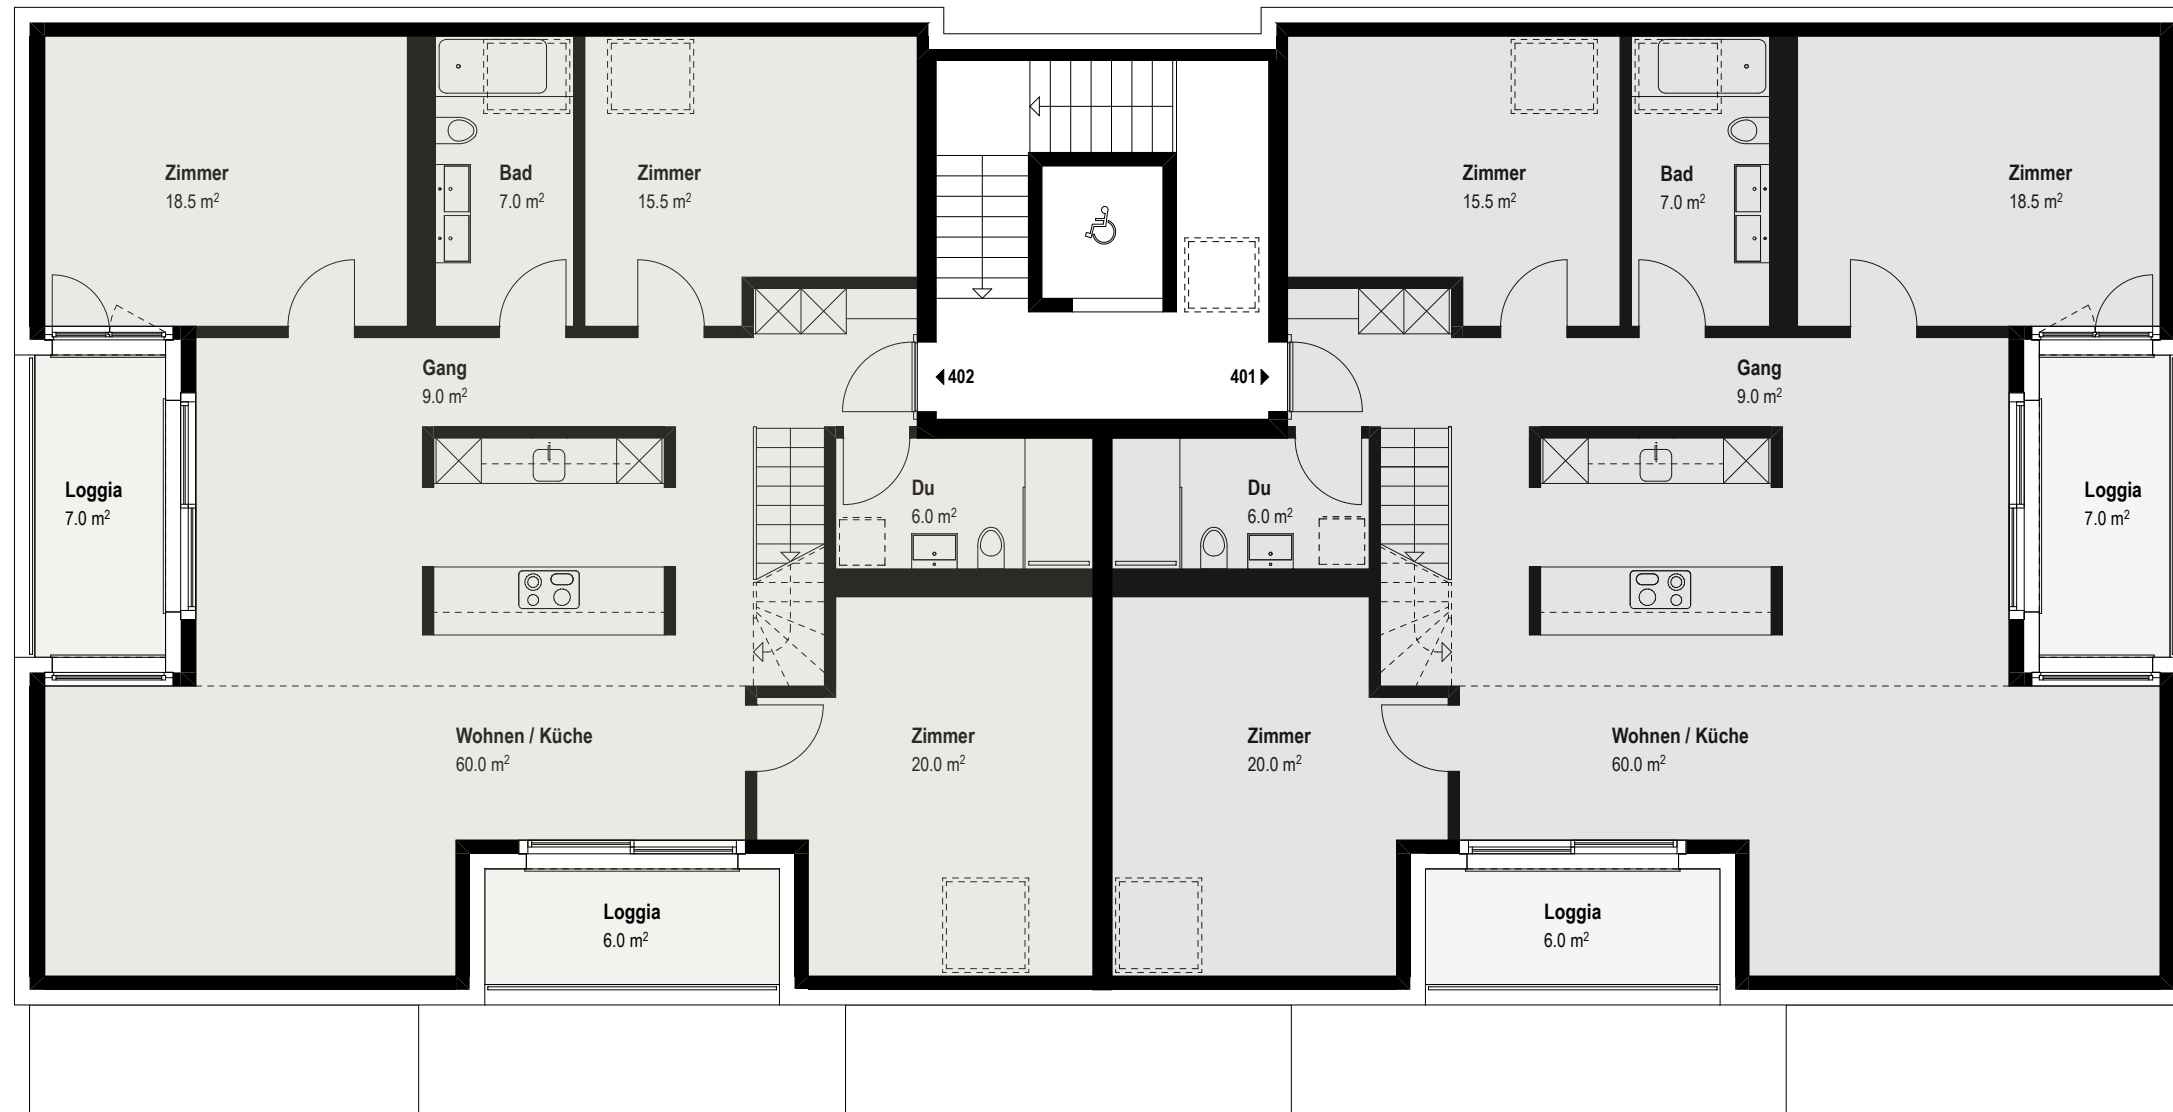 Zimmer
18.5 m²
Bad
7.0 m²
Zimmer
15.5 m²
Zimmer
15.5 m²
Bad
7.0 m²
Zimmer
18.5 m²
Gang
9.0 m²
402
401
Gang
9.0 m²
Loggia
7.0 m²
Du
6.0 m²
Du
6.0 m²
Loggia
7.0 m²
Wohnen / Küche
60.0 m²
Zimmer
20.0 m²
Zimmer
20.0 m²
Wohnen / Küche
60.0 m²
Loggia
6.0 m²
Loggia
6.0 m²